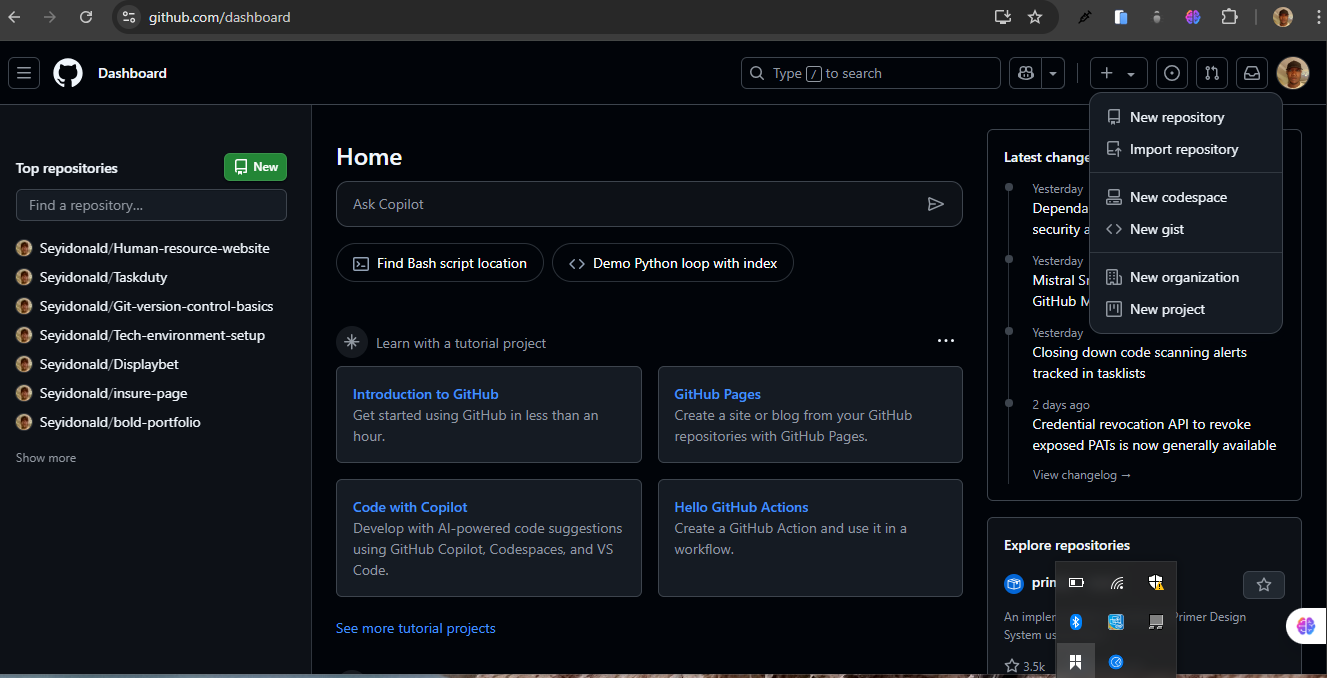 github.com/dashboard
Dashboard
Type / to search
New repository
Import repository
New codespace
New gist
New organization
New project
Top repositories
New
Find a repository...
Seyidonald/Human-resource-website
Seyidonald/Taskduty
Seyidonald/Git-version-control-basics
Seyidonald/Tech-environment-setup
Seyidonald/Displaybet
Seyidonald/insure-page
Seyidonald/bold-portfolio
Show more
Home
Ask Copilot
Find Bash script location
Demo Python loop with index
Learn with a tutorial project
Introduction to GitHub
Get started using GitHub in less than an
hour.
GitHub Pages
Create a site or blog from your GitHub
repositories with GitHub Pages.
Code with Copilot
Develop with AI-powered code suggestions
using GitHub Copilot, Codespaces, and VS
Code.
Hello GitHub Actions
Create a GitHub Action and use it in a
workflow.
See more tutorial projects
Latest change
Yesterday
Dependa
security a
Yesterday
Mistral Sm
GitHub M
Yesterday
Closing down code scanning alerts
tracked in tasklists
2 days ago
Credential revocation API to revoke
exposed PATs is now generally available
View changelog →
Explore repositories
prim
An implem Primer Design
System us
3.5k